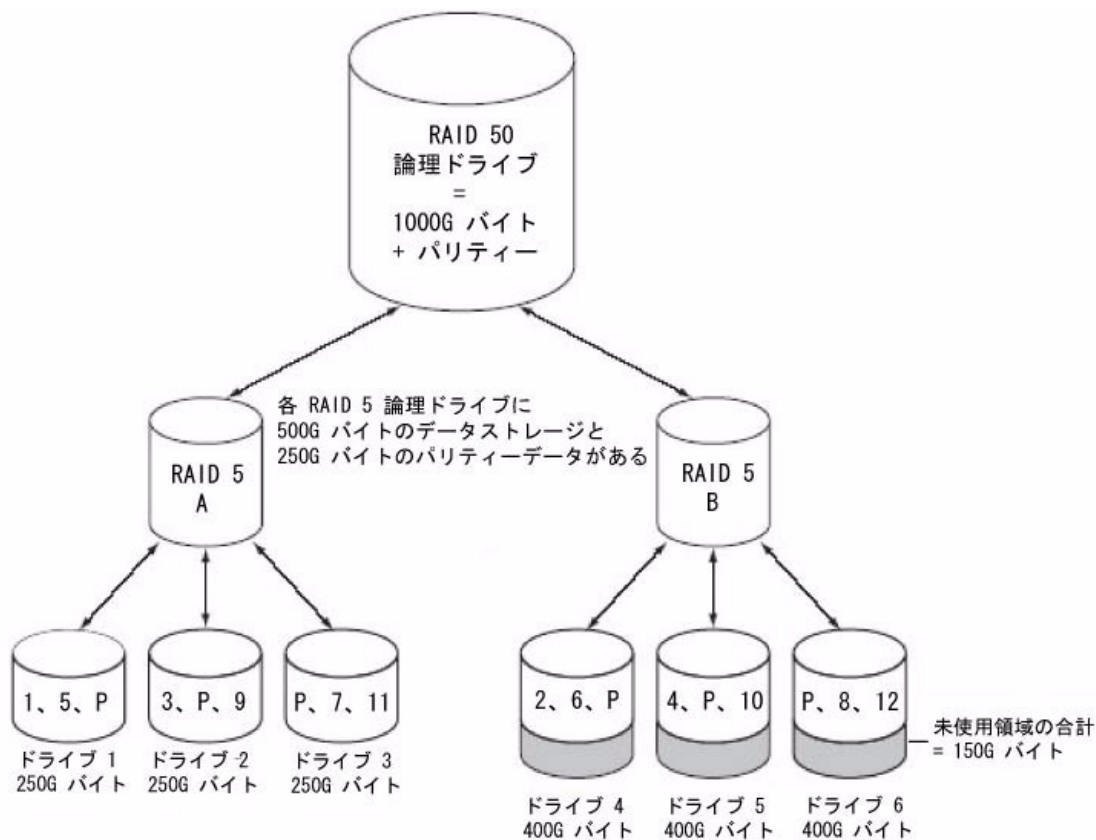 RAID 50
論理ドライブ
=
1000G バイト
+ パリティー
各 RAID 5 論理ドライブに
500G バイトのデータストレージと
250G バイトのパリティーデータがある
RAID 5
A
RAID 5
B
1、5、P
3、P、9
P、7、11
2、6、P
4、P、10
P、8、12
未使用領域の合計
= 150G バイト
ドライブ 1
250G バイト
ドライブ 2
250G バイト
ドライブ 3
250G バイト
ドライブ 4
400G バイト
ドライブ 5
400G バイト
ドライブ 6
400G バイト